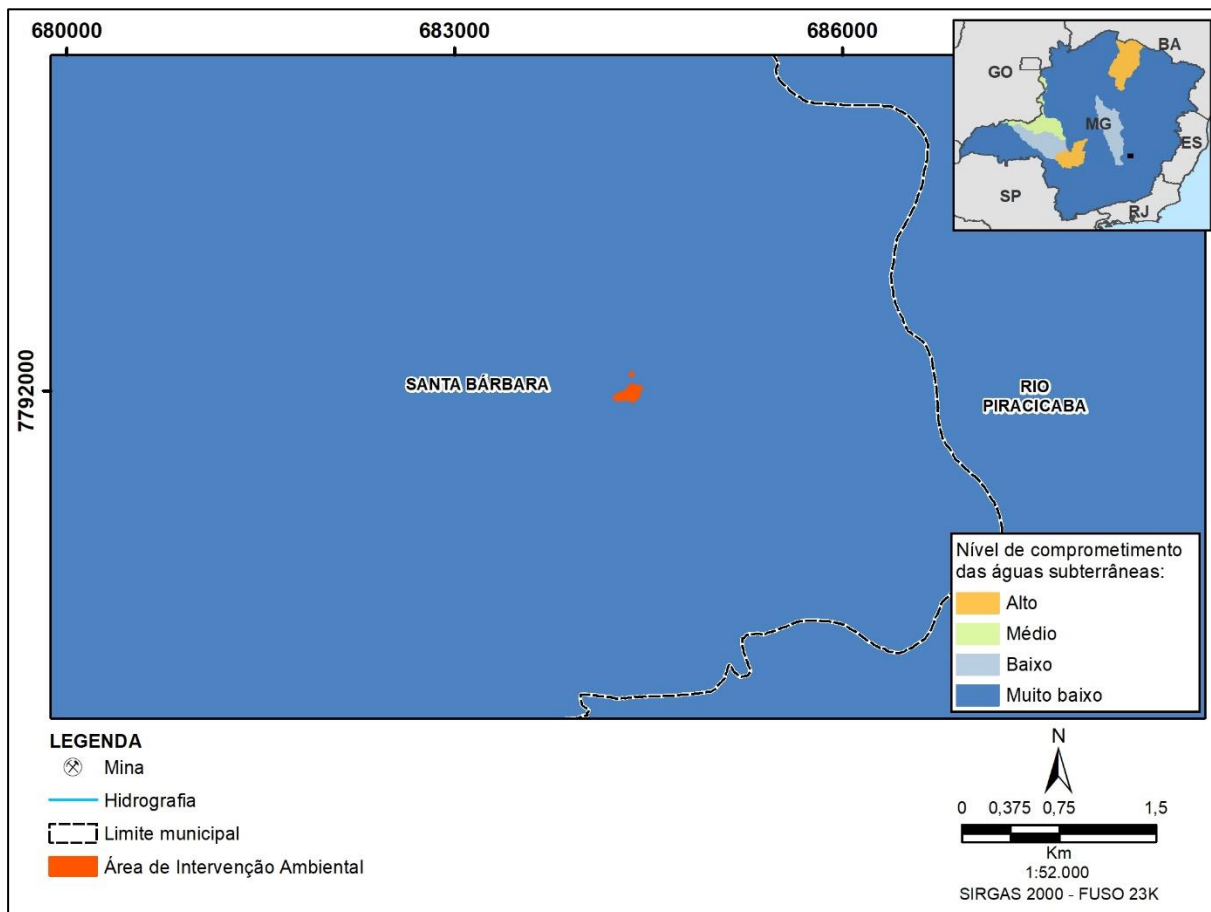 680000
683000
686000
7792000
BA
GO
MG
ES
SP
RJ
SANTA BÁRBARA
RIO
PIRACICABA
Nível de comprometimento
das águas subterrâneas:
Alto
Médio
Baixo
Muito baixo
LEGENDA
Mina
Hidrografia
Limite municipal
Área de Intervenção Ambiental
N
0 0,375 0,75 1,5
Km
1:52.000
SIRGAS 2000 - FUSO 23K